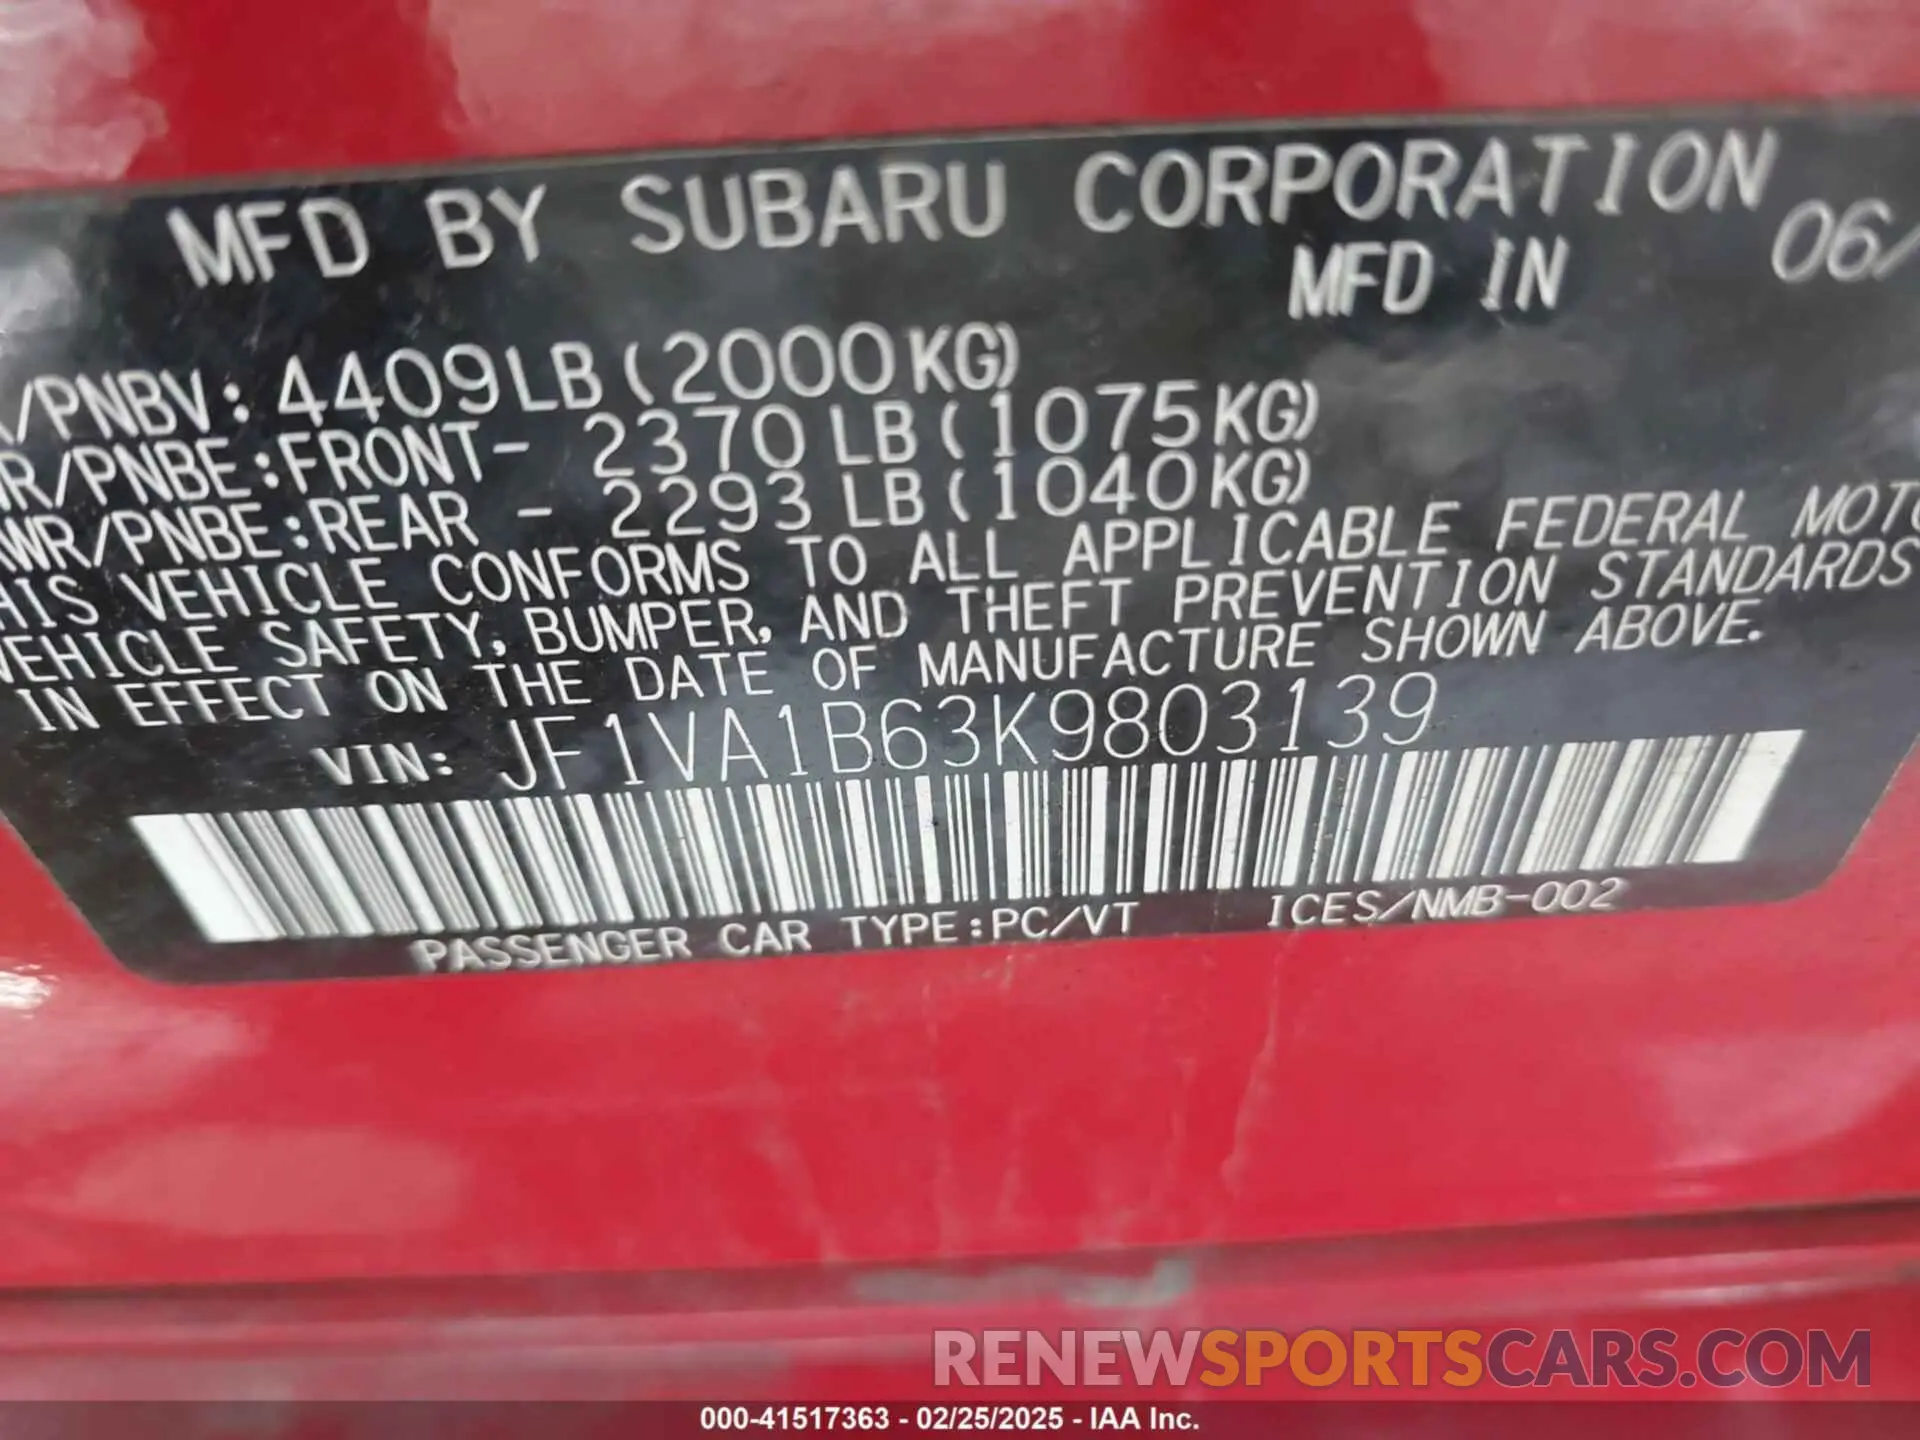 MFD BY SUBARU CORPORATION
MFD IN 06/
/PNBV: 4409LB (2000KG)
R/PNBE:FRONT- 2370 LB (1075KG)
WR/PNBE:REAR - 2293 LB (1040KG)
HIS VEHICLE CONFORMS TO ALL APPLICABLE FEDERAL MOTO
VEHICLE SAFETY, BUMPER, AND THEFT PREVENTION STANDARDS
IN EFFECT ON THE DATE OF MANUFACTURE SHOWN ABOVE.
VIN: JF1VA1B63K9803139
PASSENGER CAR TYPE:PC/VT ICES/NMB-002
RENEWSPORTSCARS.COM
000-41517363 - 02/25/2025 - IAA Inc.